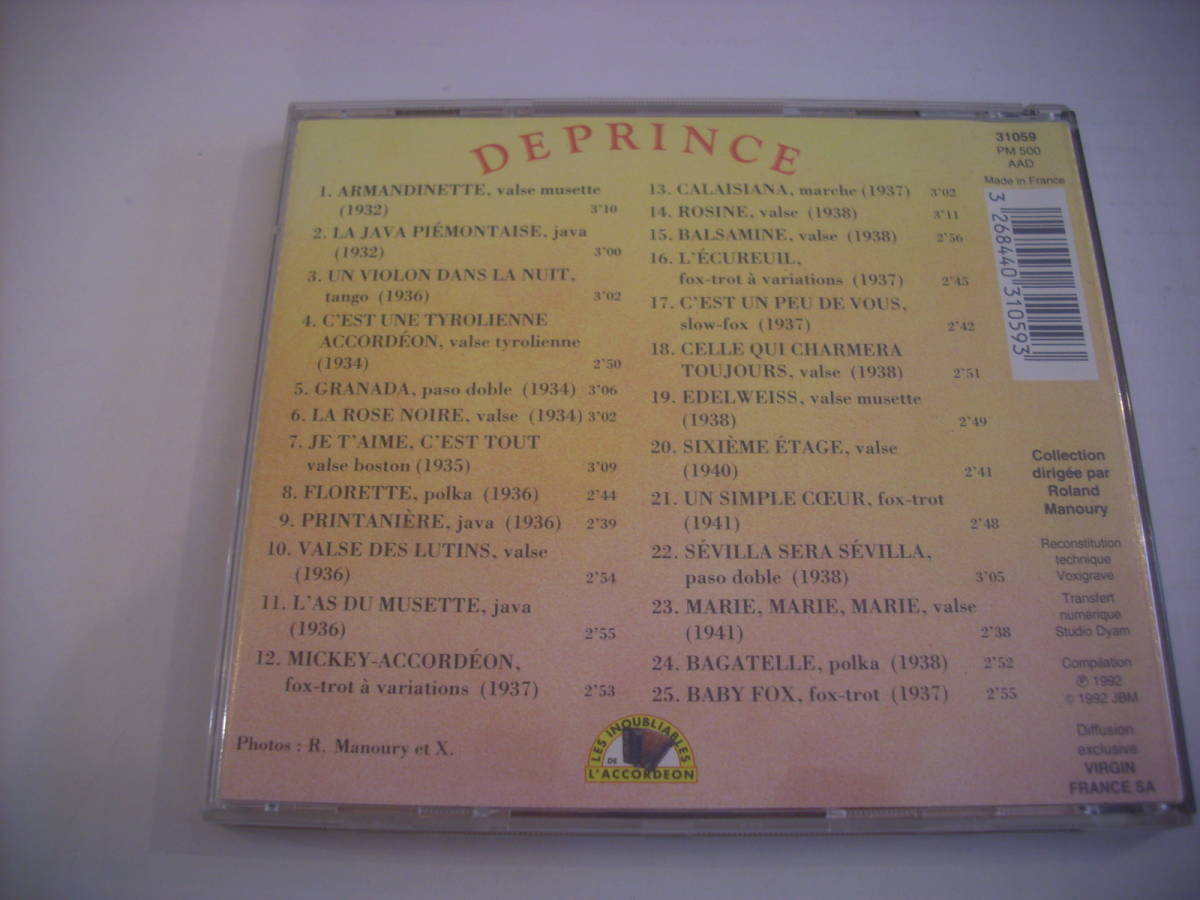 DEPRINCE
1. ARMANDINETTE, valse musette
(1932) 3'10
2. LA JAVA PIÉMONTAISE, java
(1932) 3'00
3. UN VIOLON DANS LA NUIT,
tango (1936) 3'02
4. C'EST UNE TYROLIENNE
ACCORDÉON, valse tyrolienne
(1934) 2'50
5. GRANADA, paso doble (1934) 3'06
6. LA ROSE NOIRE, valse (1934) 3'02
7. JE T'AIME, C'EST TOUT
valse boston (1935) 3'09
8. FLORETTE, polka (1936) 2'44
9. PRINTANIÈRE, java (1936) 2'39
10. VALSE DES LUTINS, valse
(1936) 2'54
11. L'AS DU MUSETTE, java
(1936) 2'55
12. MICKEY-ACCORDÉON,
fox-trot à variations (1937) 2'53
Photos : R. Manoury et X.
13. CALAISIANA, marche (1937) 3'02
14. ROSINE, valse (1938) 3'11
15. BALSAMINE, valse (1938) 2'56
16. L'ÉCUREUIL,
fox-trot à variations (1937) 2'45
17. C'EST UN PEU DE VOUS,
slow-fox (1937) 2'42
18. CELLE QUI CHARMERA
TOUJOURS, valse (1938) 2'51
19. EDELWEISS, valse musette
(1938) 2'49
20. SIXIÈME ÉTAGE, valse
(1940) 2'41
21. UN SIMPLE CŒUR, fox-trot
(1941) 2'48
22. SÉVILLA SERA SÉVILLA,
paso doble (1938) 3'05
23. MARIE, MARIE, MARIE, valse
(1941) 2'38
24. BAGATELLE, polka (1938) 2'52
25. BABY FOX, fox-trot (1937) 2'55
LES INOUBLIABLES
DE
L'ACCORDEON
31059
PM 500
AAD
Made in France
3 268440 310593
Collection
dirigée par
Roland
Manoury
Reconstitution
technique
Voxigrave
Transfert
numérique
Studio Dyam
Compilation
℗ 1992
© 1992 JBM
Diffusion
exclusive
VIRGIN
FRANCE SA